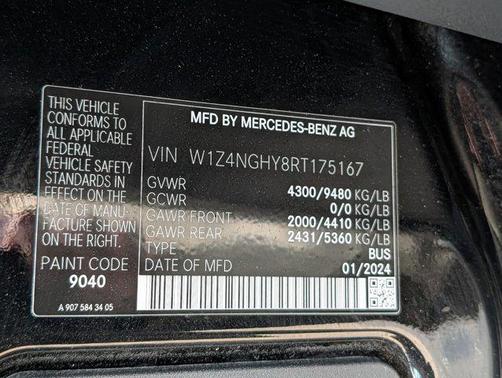 THIS VEHICLE
CONFORMS TO
ALL APPLICABLE
FEDERAL
VEHICLE SAFETY
STANDARDS IN
EFFECT ON THE
DATE OF MANU-
FACTURE SHOWN.
PAINT CODE
9040
A 907 584 34 05
MFD BY MERCEDES-BENZ AG
VIN W1Z4NGHY8RT175167
GVWR 4300/9480 KG/LB
GCWR 0/0 KG/LB
GAWR FRONT 2000/4410 KG/LB
GAWR REAR 2431/5360 KG/LB
TYPE BUS
DATE OF MFD 01/2024